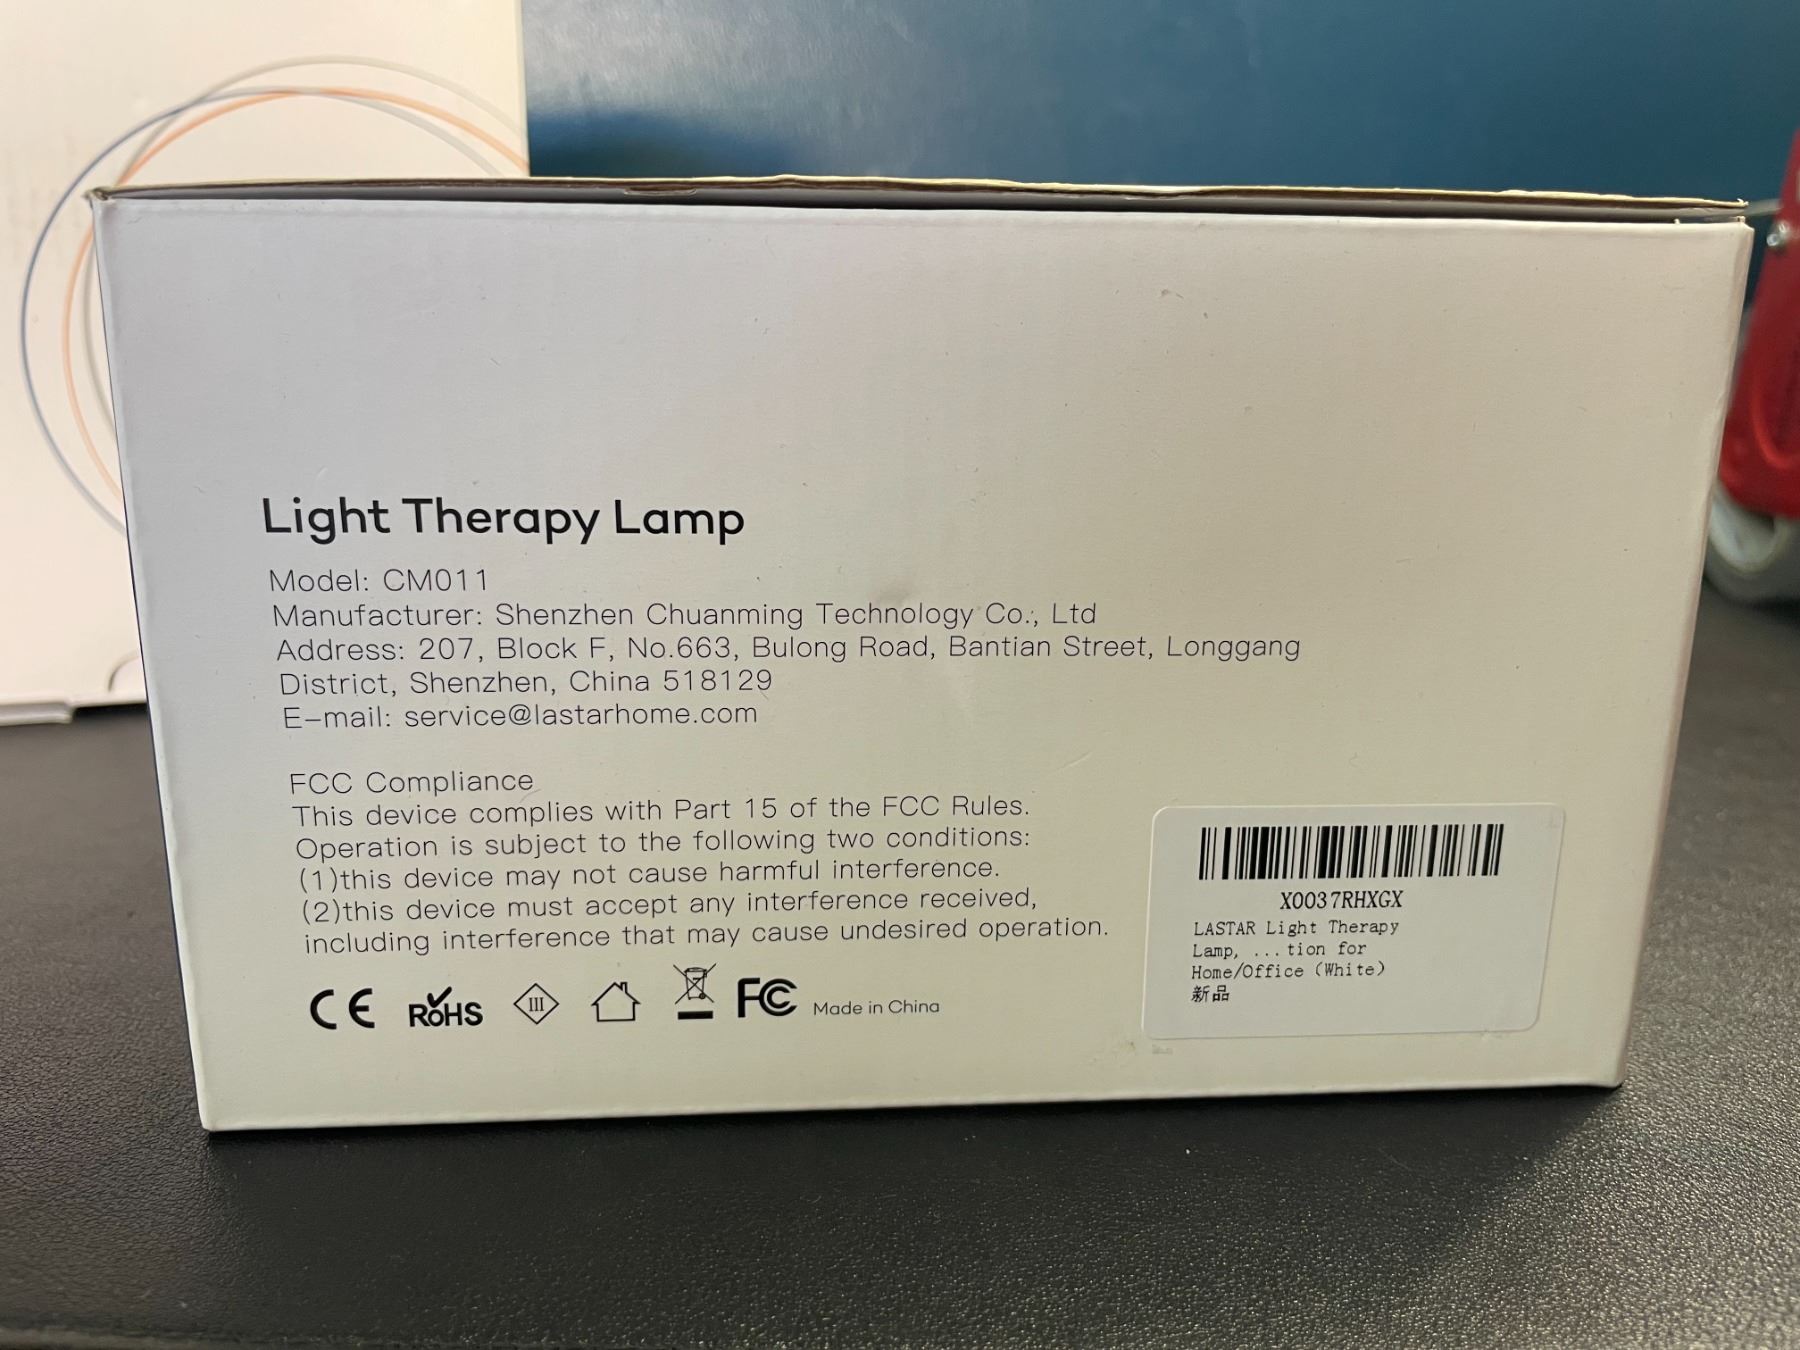 Light Therapy Lamp
Model: CM011
Manufacturer: Shenzhen Chuanming Technology Co., Ltd
Address: 207, Block F, No.663, Bulong Road, Bantian Street, Longgang
District, Shenzhen, China 518129
E-mail: service@lastarhome.com
FCC Compliance
This device complies with Part 15 of the FCC Rules.
Operation is subject to the following two conditions:
(1)this device may not cause harmful interference.
(2)this device must accept any interference received,
including interference that may cause undesired operation.
CE RoHS III FC Made in China
X0037RHXGX
LASTAR Light Therapy
Lamp, ...tion for
Home/Office (White)
新品